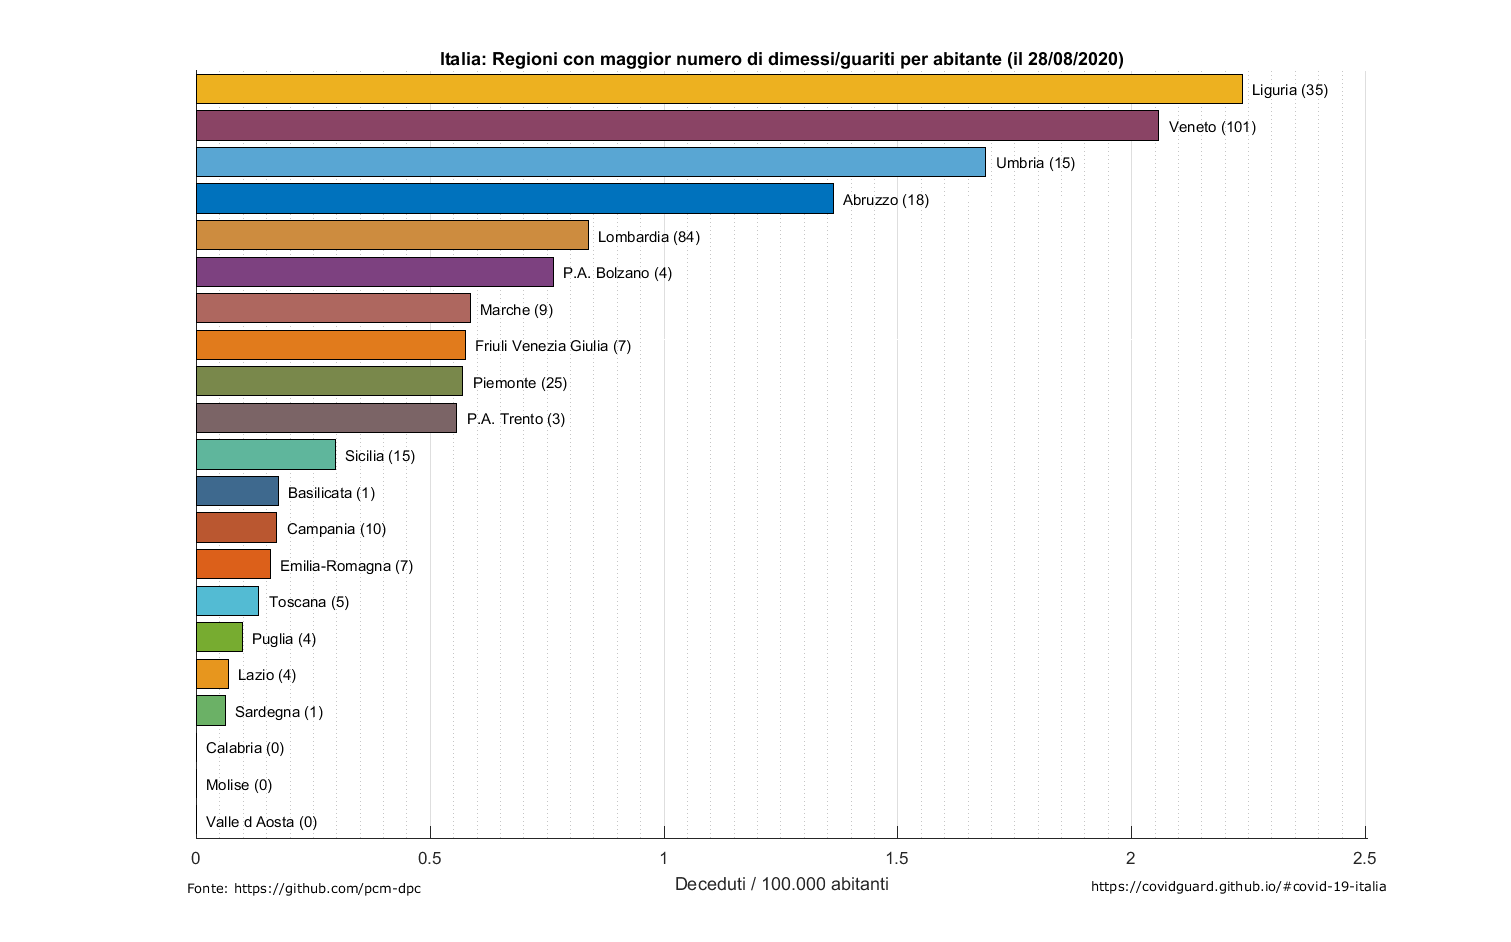 Italia: Regioni con maggior numero di dimessi/guariti per abitante (il 28/08/2020)
Liguria (35)
Veneto (101)
Umbria (15)
Abruzzo (18)
Lombardia (84)
P.A. Bolzano (4)
Marche (9)
Friuli Venezia Giulia (7)
Piemonte (25)
P.A. Trento (3)
Sicilia (15)
Basilicata (1)
Campania (10)
Emilia-Romagna (7)
Toscana (5)
Puglia (4)
Lazio (4)
Sardegna (1)
Calabria (0)
Molise (0)
Valle d Aosta (0)
0 0.5 1 1.5 2 2.5
Deceduti / 100.000 abitanti
Fonte: https://github.com/pcm-dpc
https://covidguard.github.io/#covid-19-italia